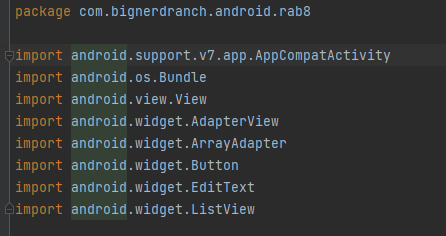 package com.bignerdranch.android.rab8
import android.support.v7.app.AppCompatActivity
import android.os.Bundle
import android.view.View
import android.widget.AdapterView
import android.widget.ArrayAdapter
import android.widget.Button
import android.widget.EditText
import android.widget.ListView